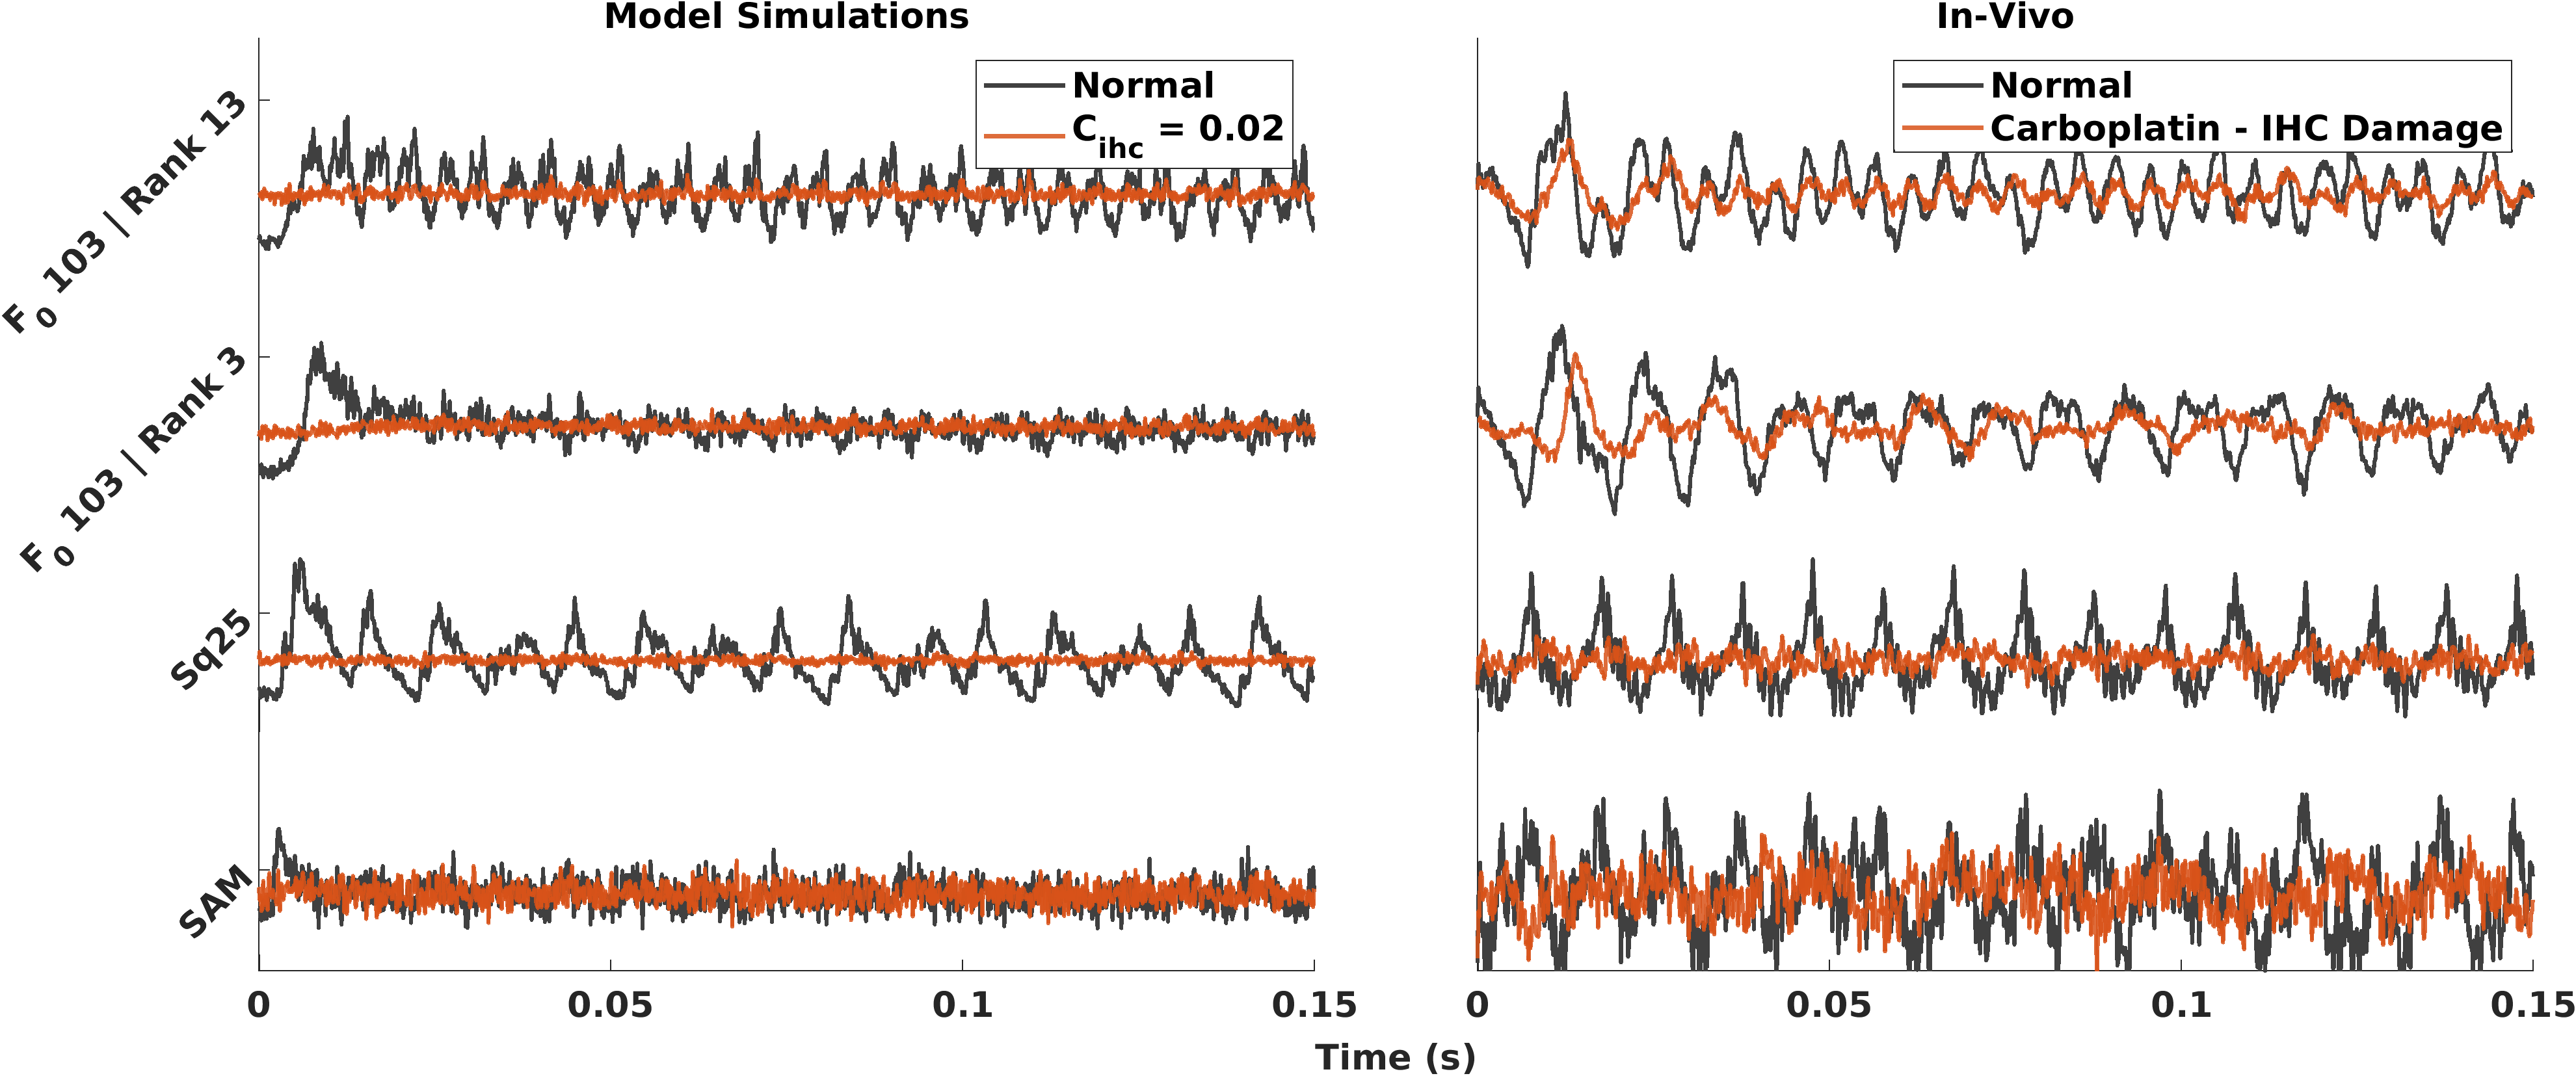 Model Simulations
In-Vivo
Normal
C_ihc = 0.02
Normal
Carboplatin - IHC Damage
F_0 103 | Rank 13
F_0 103 | Rank 3
Sq25
SAM
0 0.05 0.1 0.15
0 0.05 0.1 0.15
Time (s)